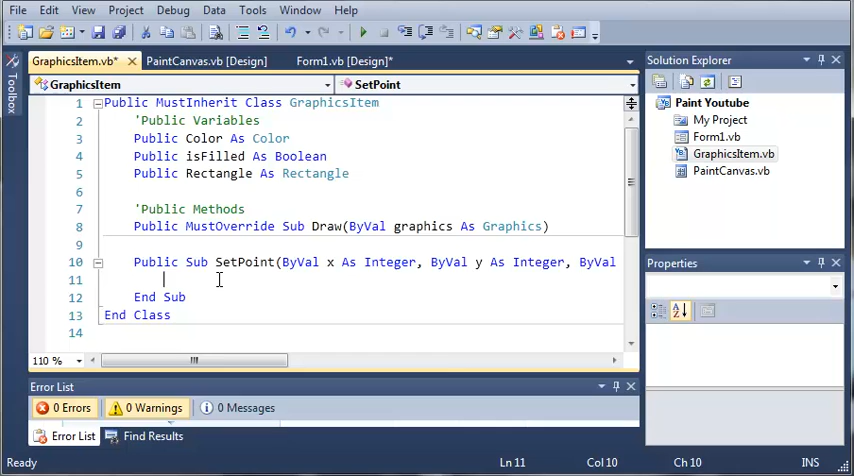 File Edit View Project Debug Data Tools Window Help
GraphicsItem.vb* PaintCanvas.vb [Design] Form1.vb [Design]*
GraphicsItem SetPoint
1 Public MustInherit Class GraphicsItem
2 'Public Variables
3 Public Color As Color
4 Public isFilled As Boolean
5 Public Rectangle As Rectangle
6
7 'Public Methods
8 Public MustOverride Sub Draw(ByVal graphics As Graphics)
9
10 Public Sub SetPoint(ByVal x As Integer, ByVal y As Integer, ByVal
11
12 End Sub
13 End Class
14
110 %
Toolbox
Solution Explorer
Paint Youtube
My Project
Form1.vb
GraphicsItem.vb
PaintCanvas.vb
Properties
Error List
0 Errors 0 Warnings 0 Messages
Error List Find Results
Ready Ln 11 Col 10 Ch 10 INS